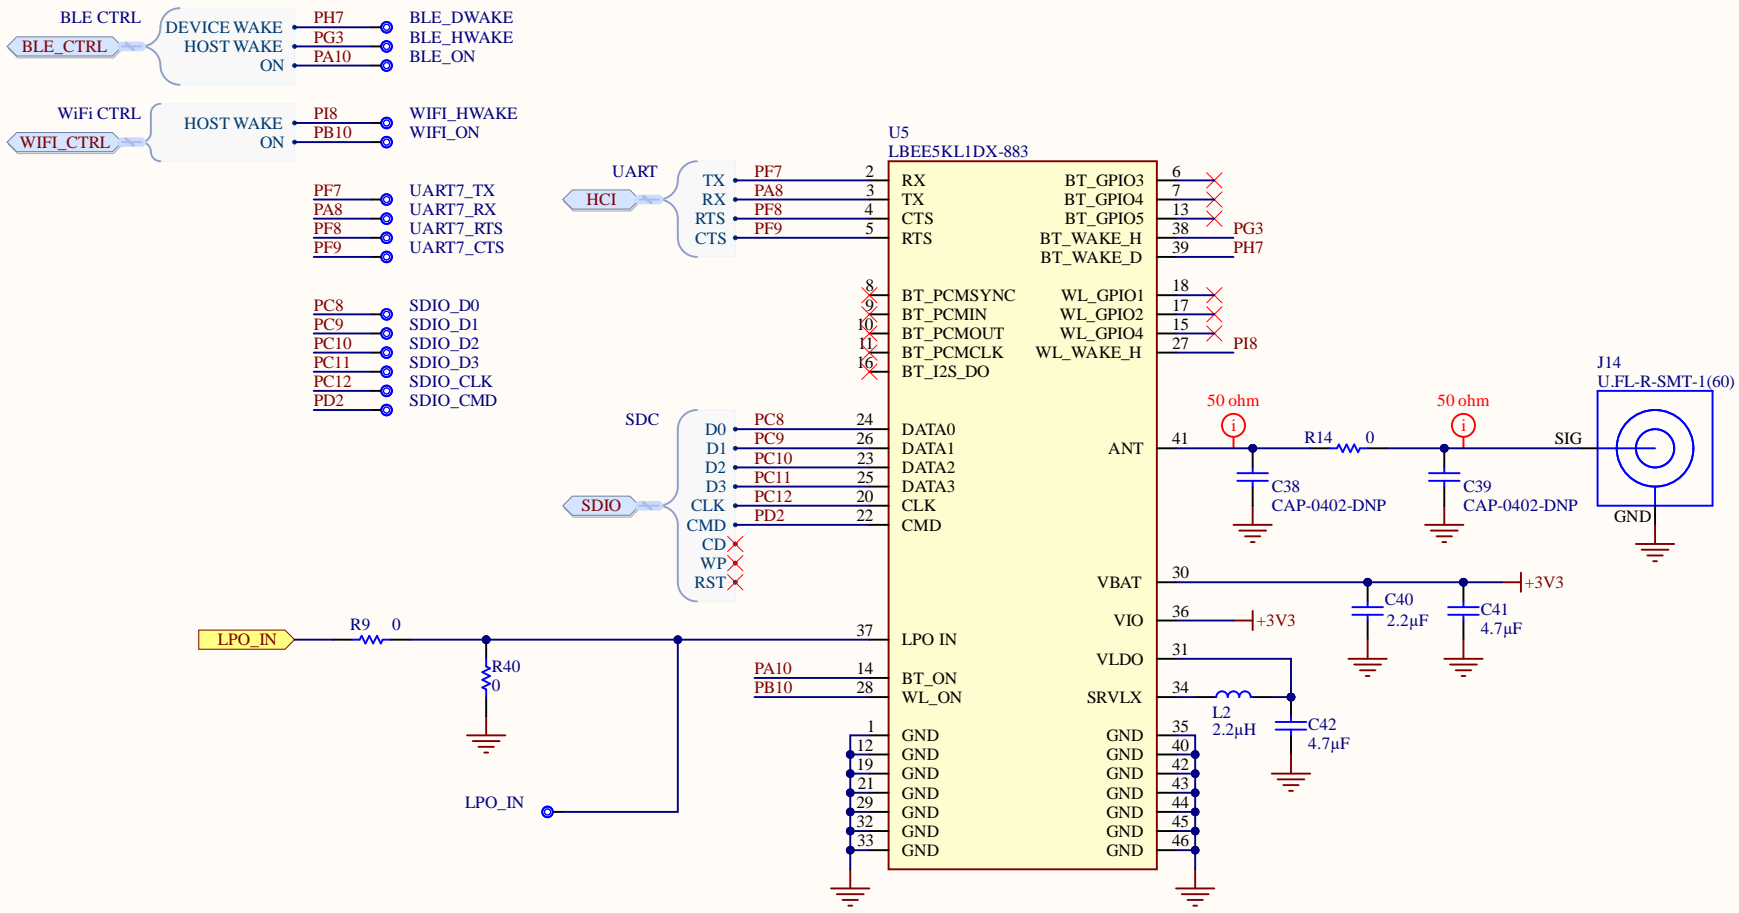 BLE CTRL
BLE_CTRL
DEVICE WAKE PH7 BLE_DWAKE
HOST WAKE PG3 BLE_HWAKE
ON PA10 BLE_ON
WiFi CTRL
WIFI_CTRL
HOST WAKE PI8 WIFI_HWAKE
ON PB10 WIFI_ON
PF7 UART7_TX
PA8 UART7_RX
PF8 UART7_RTS
PF9 UART7_CTS
PC8 SDIO_D0
PC9 SDIO_D1
PC10 SDIO_D2
PC11 SDIO_D3
PC12 SDIO_CLK
PD2 SDIO_CMD
UART
HCI
TX PF7 2 RX
RX PA8 3 TX
RTS PF8 4 CTS
CTS PF9 5 RTS
8 BT_PCMSYNC
9 BT_PCMIN
10 BT_PCMOUT
11 BT_PCMCLK
16 BT_I2S_DO
SDC
SDIO
D0 PC8 24 DATA0
D1 PC9 26 DATA1
D2 PC10 23 DATA2
D3 PC11 25 DATA3
CLK PC12 20 CLK
CMD PD2 22 CMD
CD
WP
RST
LPO_IN
R9 0
R40
0
37 LPO IN
LPO_IN
PA10 14 BT_ON
PB10 28 WL_ON
1 GND
12 GND
19 GND
21 GND
29 GND
32 GND
33 GND
U5
LBEE5KL1DX-883
BT_GPIO3 6
BT_GPIO4 7
BT_GPIO5 13
BT_WAKE_H 38 PG3
BT_WAKE_D 39 PH7
WL_GPIO1 18
WL_GPIO2 17
WL_GPIO4 15
WL_WAKE_H 27 PI8
ANT 41
50 ohm
i
R14 0
50 ohm
i
C38
CAP-0402-DNP
C39
CAP-0402-DNP
J14
U.FL-R-SMT-1(60)
SIG
GND
VBAT 30 +3V3
C40
2.2µF
C41
4.7µF
VIO 36 +3V3
VLDO 31
SRVLX 34
L2
2.2µH
C42
4.7µF
GND 35
GND 40
GND 42
GND 43
GND 44
GND 45
GND 46